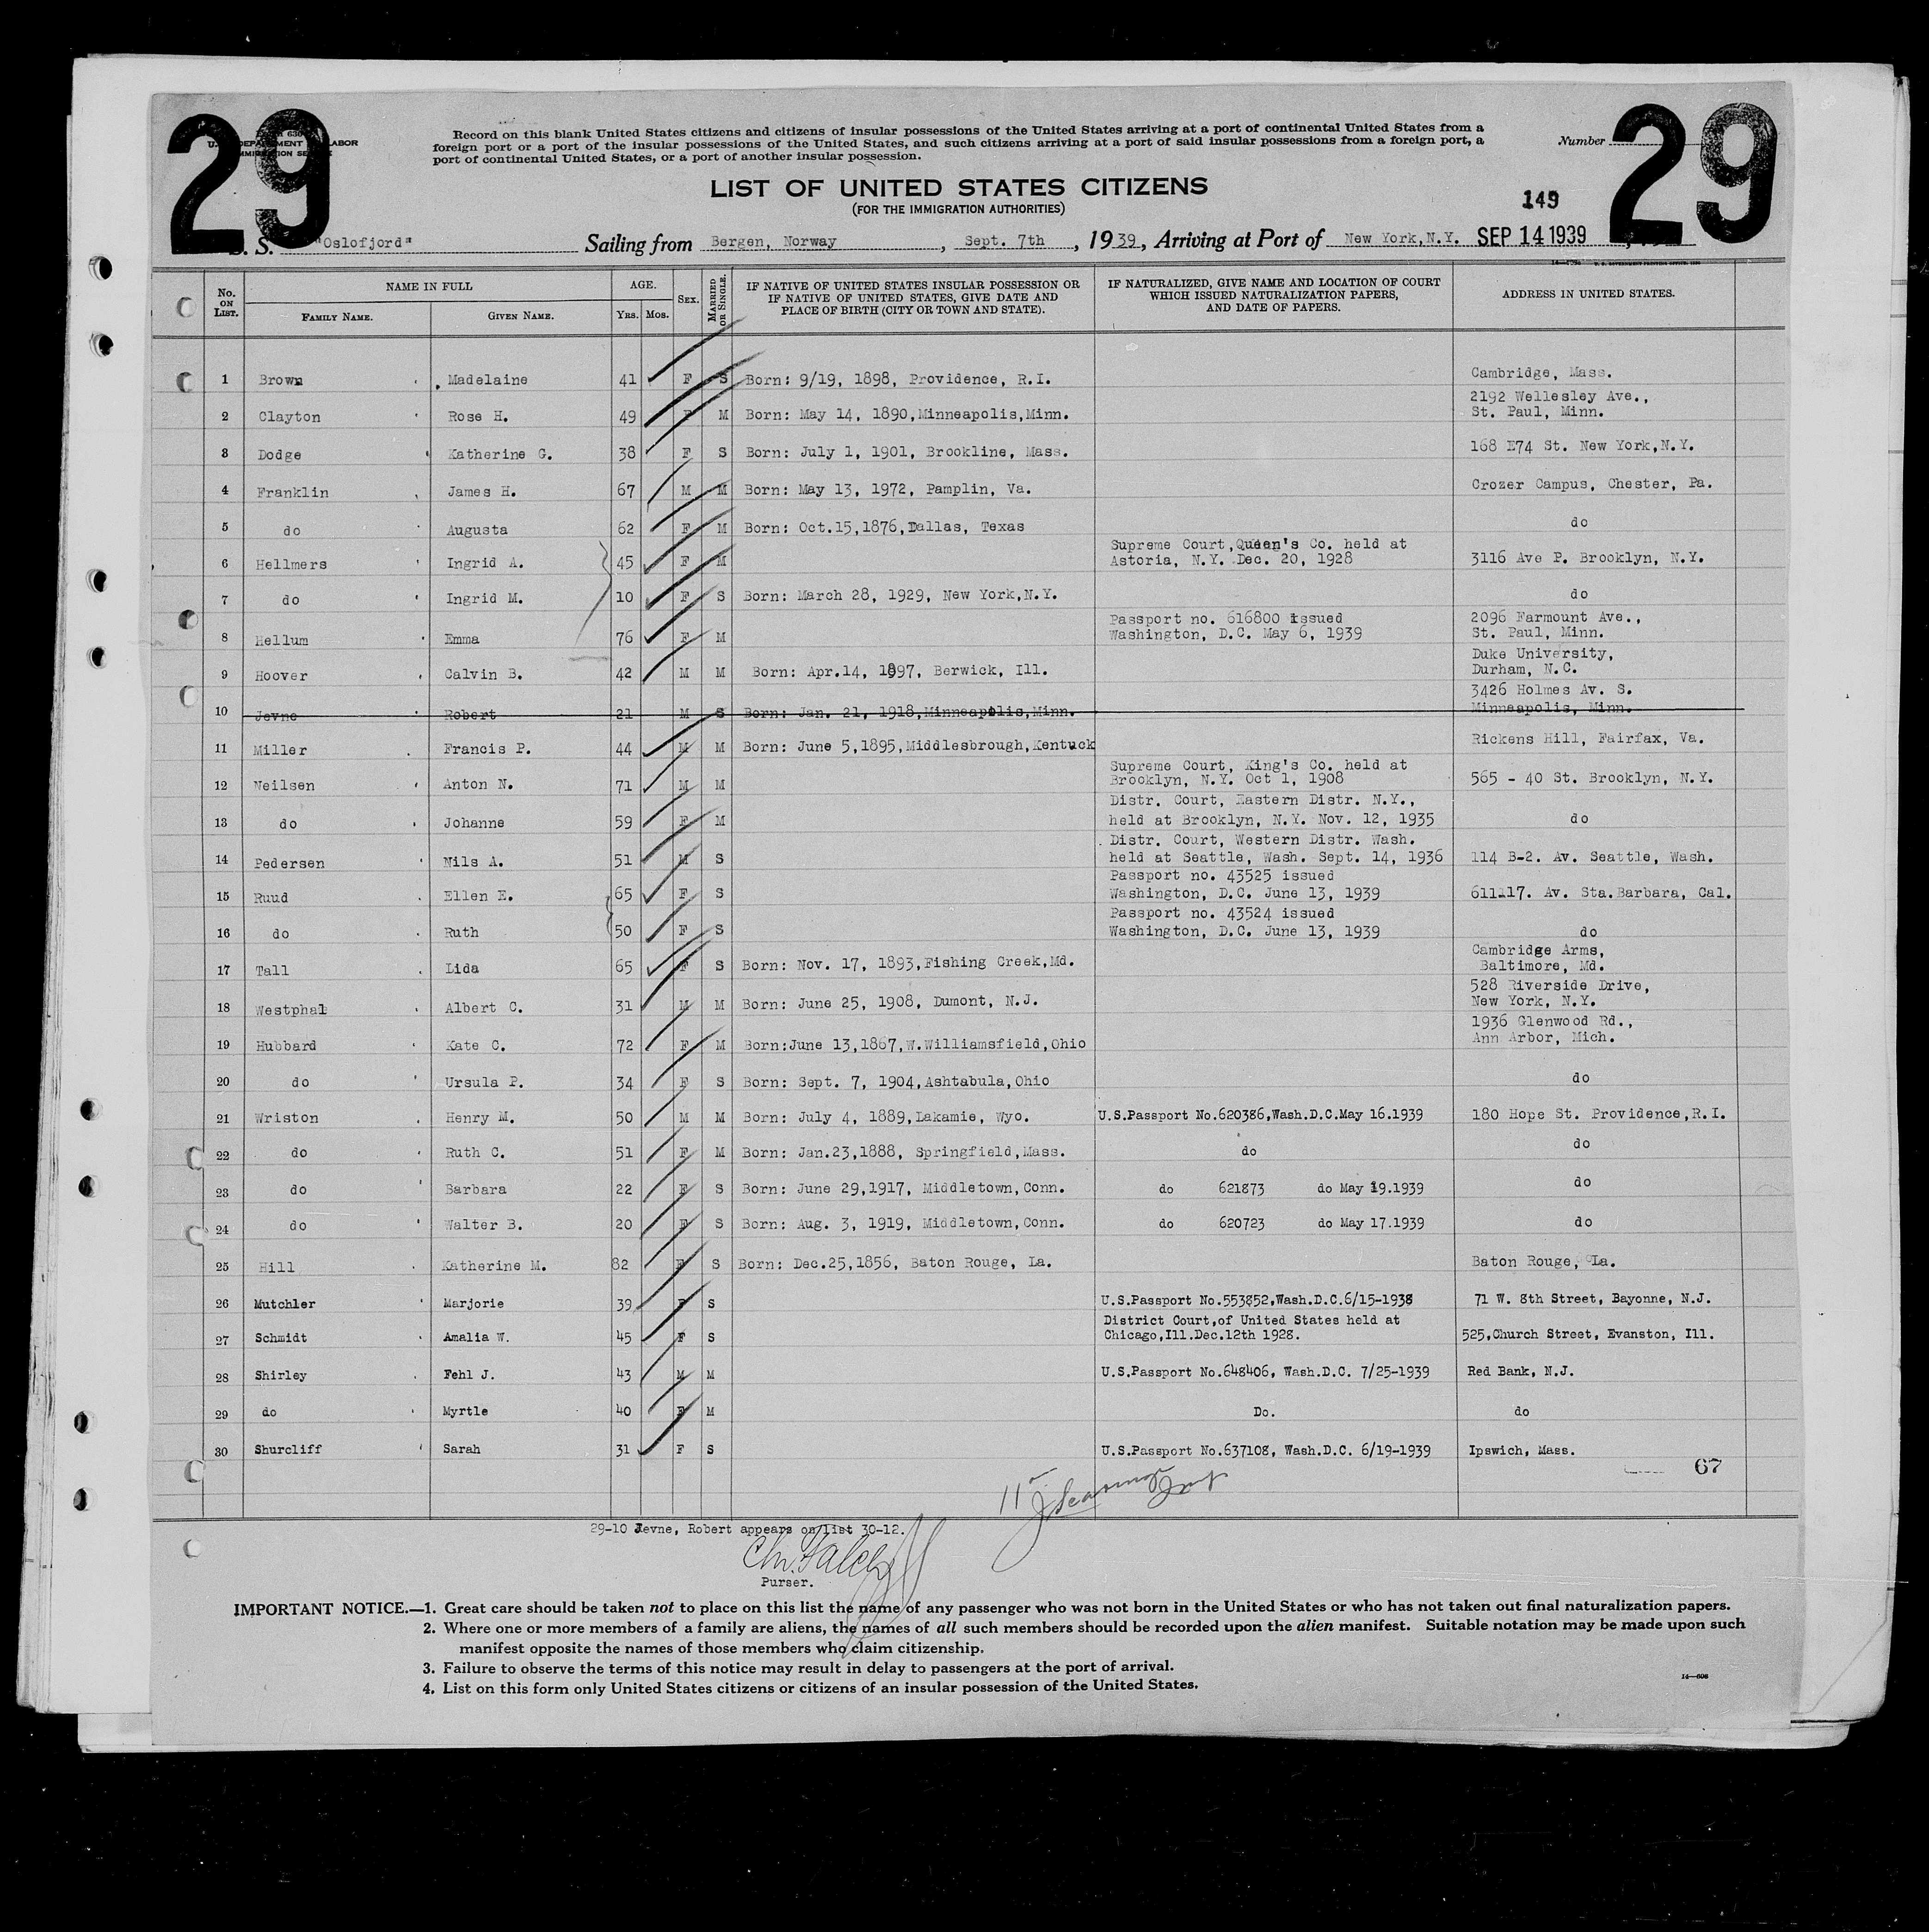 29
29
U. S. DEPARTMENT OF LABOR
IMMIGRATION SERVICE
Record on this blank United States citizens and citizens of insular possessions of the United States arriving at a port of continental United States from a
foreign port or a port of the insular possessions of the United States, and such citizens arriving at a port of said insular possessions from a foreign port, a
port of continental United States, or a port of another insular possession.
Number
LIST OF UNITED STATES CITIZENS
(FOR THE IMMIGRATION AUTHORITIES)
149
S. S. "Oslofjord" Sailing from Bergen, Norway, Sept. 7th, 1939, Arriving at Port of New York,N.Y. SEP 14 1939
No. ON LIST. NAME IN FULL FAMILY NAME. GIVEN NAME. AGE. Yrs. Mos. SEX. MARRIED OR SINGLE. IF NATIVE OF UNITED STATES INSULAR POSSESSION OR IF NATIVE OF UNITED STATES, GIVE DATE AND PLACE OF BIRTH (CITY OR TOWN AND STATE). IF NATURALIZED, GIVE NAME AND LOCATION OF COURT WHICH ISSUED NATURALIZATION PAPERS, AND DATE OF PAPERS. ADDRESS IN UNITED STATES.
1 Brown Madelaine 41 F S Born: 9/19, 1898, Providence, R.I. Cambridge, Mass.
2 Clayton Rose H. 49 F M Born: May 14, 1890,Minneapolis,Minn. 2192 Wellesley Ave., St. Paul, Minn.
3 Dodge Katherine G. 38 F S Born: July 1, 1901, Brookline, Mass. 168 E74 St. New York,N.Y.
4 Franklin James H. 67 M M Born: May 13, 1972, Pamplin, Va. Crozer Campus, Chester, Pa.
5 do Augusta 62 F M Born: Oct.15,1876,Dallas, Texas do
6 Hellmers Ingrid A. 45 F M Supreme Court,Queen's Co. held at Astoria, N.Y. Dec. 20, 1928 3116 Ave P. Brooklyn, N.Y.
7 do Ingrid M. 10 F S Born: March 28, 1929, New York,N.Y. do
8 Hellum Emma 76 F M Passport no. 616800 issued Washington, D.C. May 6, 1939 2096 Farmount Ave., St. Paul, Minn.
9 Hoover Calvin B. 42 M M Born: Apr.14, 1897, Berwick, Ill. Duke University, Durham, N.C.
10 Jevne Robert 21 M S Born: Jan. 21, 1918,Minneapolis,Minn. 3426 Holmes Av. S. Minneapolis, Minn.
11 Miller Francis P. 44 M M Born: June 5,1895,Middlesbrough,Kentuck Rickens Hill, Fairfax, Va.
12 Neilsen Anton N. 71 M M Supreme Court, King's Co. held at Brooklyn, N.Y. Oct 1, 1908 565 - 40 St. Brooklyn, N.Y.
13 do Johanne 59 F M Distr. Court, Eastern Distr. N.Y., held at Brooklyn, N.Y. Nov. 12, 1935 do
14 Pedersen Nils A. 51 M S Distr. Court, Western Distr. Wash. held at Seattle, Wash. Sept. 14, 1936 114 B-2. Av. Seattle, Wash.
15 Ruud Ellen E. 65 F S Passport no. 43525 issued Washington, D.C. June 13, 1939 611117. Av. Sta.Barbara, Cal.
16 do Ruth 50 F S Passport no. 43524 issued Washington, D.C. June 13, 1939 do
17 Tall Lida 65 F S Born: Nov. 17, 1893,Fishing Creek,Md. Cambridge Arms, Baltimore, Md.
18 Westphal Albert C. 31 M M Born: June 25, 1908, Dumont, N.J. 528 Riverside Drive, New York, N.Y.
19 Hubbard Kate C. 72 F M Born:June 13,1867,W.Williamsfield,Ohio 1936 Glenwood Rd., Ann Arbor, Mich.
20 do Ursula P. 34 F S Born: Sept. 7, 1904,Ashtabula,Ohio do
21 Wriston Henry M. 50 M M Born: July 4, 1889,Lakamie, Wyo. U.S.Passport No.620386,Wash.D.C.May 16.1939 180 Hope St. Providence,R.I.
22 do Ruth C. 51 F M Born: Jan.23,1888, Springfield,Mass. do do
23 do Barbara 22 F S Born: June 29,1917, Middletown,Conn. do 621873 do May 19.1939 do
24 do Walter B. 20 F S Born: Aug. 3, 1919, Middletown,Conn. do 620723 do May 17.1939 do
25 Hill Katherine M. 82 F S Born: Dec.25,1856, Baton Rouge, La. Baton Rouge, La.
26 Mutchler Marjorie 39 F S U.S.Passport No.553852,Wash.D.C.6/15-1938 71 W. 8th Street, Bayonne, N.J.
27 Schmidt Amalia W. 45 F S District Court,of United States held at Chicago,Ill.Dec.12th 1928. 525,Church Street, Evanston, Ill.
28 Shirley Fehl J. 43 M M U.S.Passport No.648406, Wash.D.C. 7/25-1939 Red Bank, N.J.
29 do Myrtle 40 F M Do. do
30 Shurcliff Sarah 31 F S U.S.Passport No.637108, Wash.D.C. 6/19-1939 Ipswich, Mass.
67
29-10 Jevne, Robert appears on list 30-12.
Purser.
IMPORTANT NOTICE.—1. Great care should be taken not to place on this list the name of any passenger who was not born in the United States or who has not taken out final naturalization papers.
2. Where one or more members of a family are aliens, the names of all such members should be recorded upon the alien manifest. Suitable notation may be made upon such
manifest opposite the names of those members who claim citizenship.
3. Failure to observe the terms of this notice may result in delay to passengers at the port of arrival.
4. List on this form only United States citizens or citizens of an insular possession of the United States.
14—606